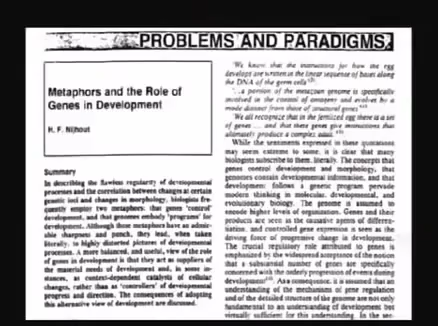 PROBLEMS AND PARADIGMS
Metaphors and the Role of
Genes in Development
H. F. Nijhout
Summary
In describing the flawless regularity of developmental
processes and the correlation between changes at certain
genetic loci and changes in morphology, biologists fre-
quently employ two metaphors: that genes 'control'
development, and that genomes embody 'programs' for
development. Although these metaphors have an admir-
able sharpness and punch, they lead, when taken
literally, to highly distorted pictures of developmental
processes. A more balanced, and useful, view of the role
of genes in development is that they act as suppliers of
the material needs of development and, in some in-
stances, as context-dependent catalysts of cellular
changes, rather than as 'controllers' of developmental
progress and direction. The consequences of adopting
this alternative view of development are discussed.
'We know that the instructions for how the egg
develops are written in the linear sequence of bases along
the DNA of the germ cells'
'... a portion of the metazoan genome is specifically
involved in the control of ontogeny and evolves by a
mode distinct from those of structural genes'
'We all recognize that in the fertilized egg there is a set
of genes ... and that these genes give instructions that
ultimately produce a complex adult.'
While the sentiments expressed in these quotations
may seem extreme to some, it is clear that many
biologists subscribe to them, literally. The concepts that
genes control development and morphology, that
genomes contain developmental information, and that
development follows a genetic program pervade
modern thinking in molecular, developmental, and
evolutionary biology. The genome is assumed to
encode higher levels of organization. Genes and their
products are seen as the causative agents of differen-
tiation, and controlled gene expression is seen as the
driving force of progressive change in development.
The crucial regulatory role attributed to genes is
emphasized by the widespread acceptance of the notion
that a substantial number of genes are specifically
concerned with the orderly progression of events during
development. As a consequence, it is assumed that an
understanding of the mechanisms of gene regulation
and of the detailed structure of the genome are not only
fundamental to an understanding of development but
virtually sufficient for this understanding. In the